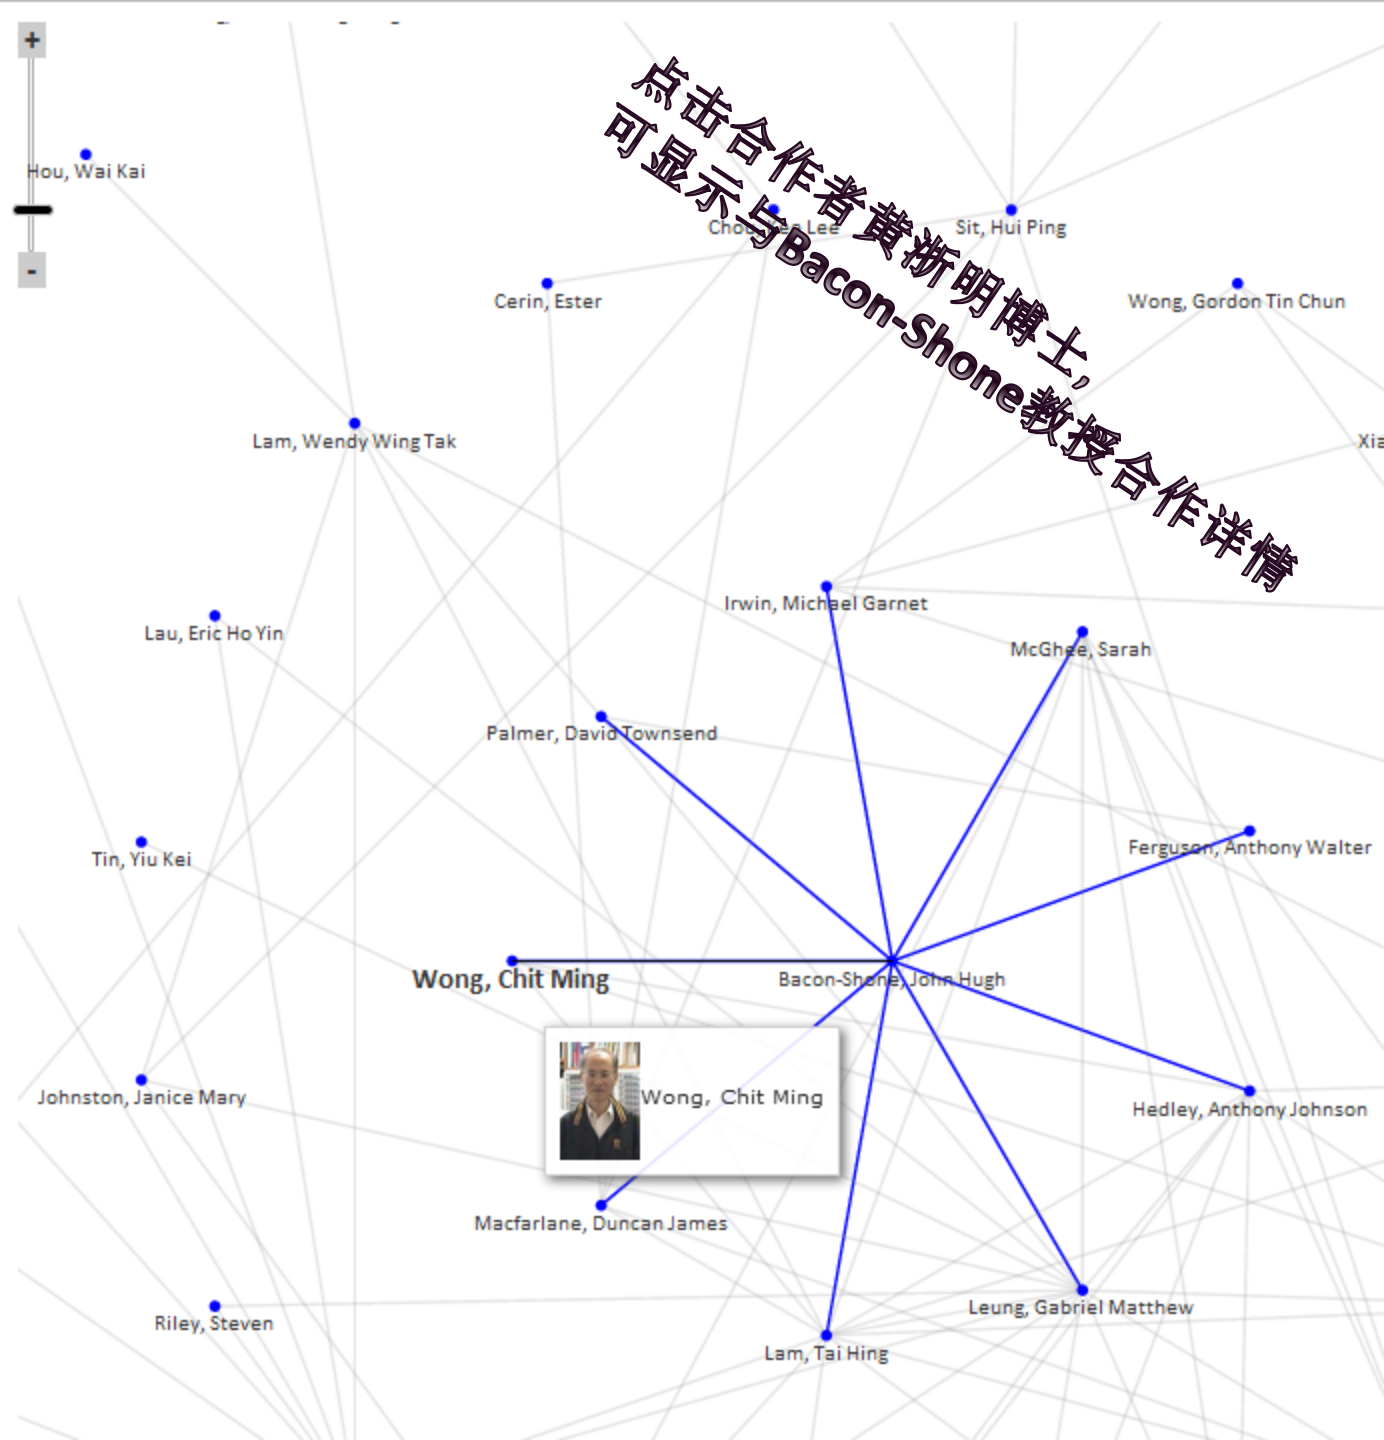 +
点击合作者黄浙明博士,
可显示与Bacon-Shone教授合作详情
Hou, Wai Kai
Lee
Sit, Hui Ping
-
Cerin, Ester
Wong, Gordon Tin Chun
Lam, Wendy Wing Tak
Xia
Irwin, Michael Garnet
Lau, Eric Ho Yin
McGhee, Sarah
Palmer, David Townsend
Ferguson, Anthony Walter
Tin, Yiu Kei
Wong, Chit Ming
Bacon-Shone, John Hugh
Johnston, Janice Mary
Wong, Chit Ming
Hedley, Anthony Johnson
Macfarlane, Duncan James
Leung, Gabriel Matthew
Riley, Steven
Lam, Tai Hing